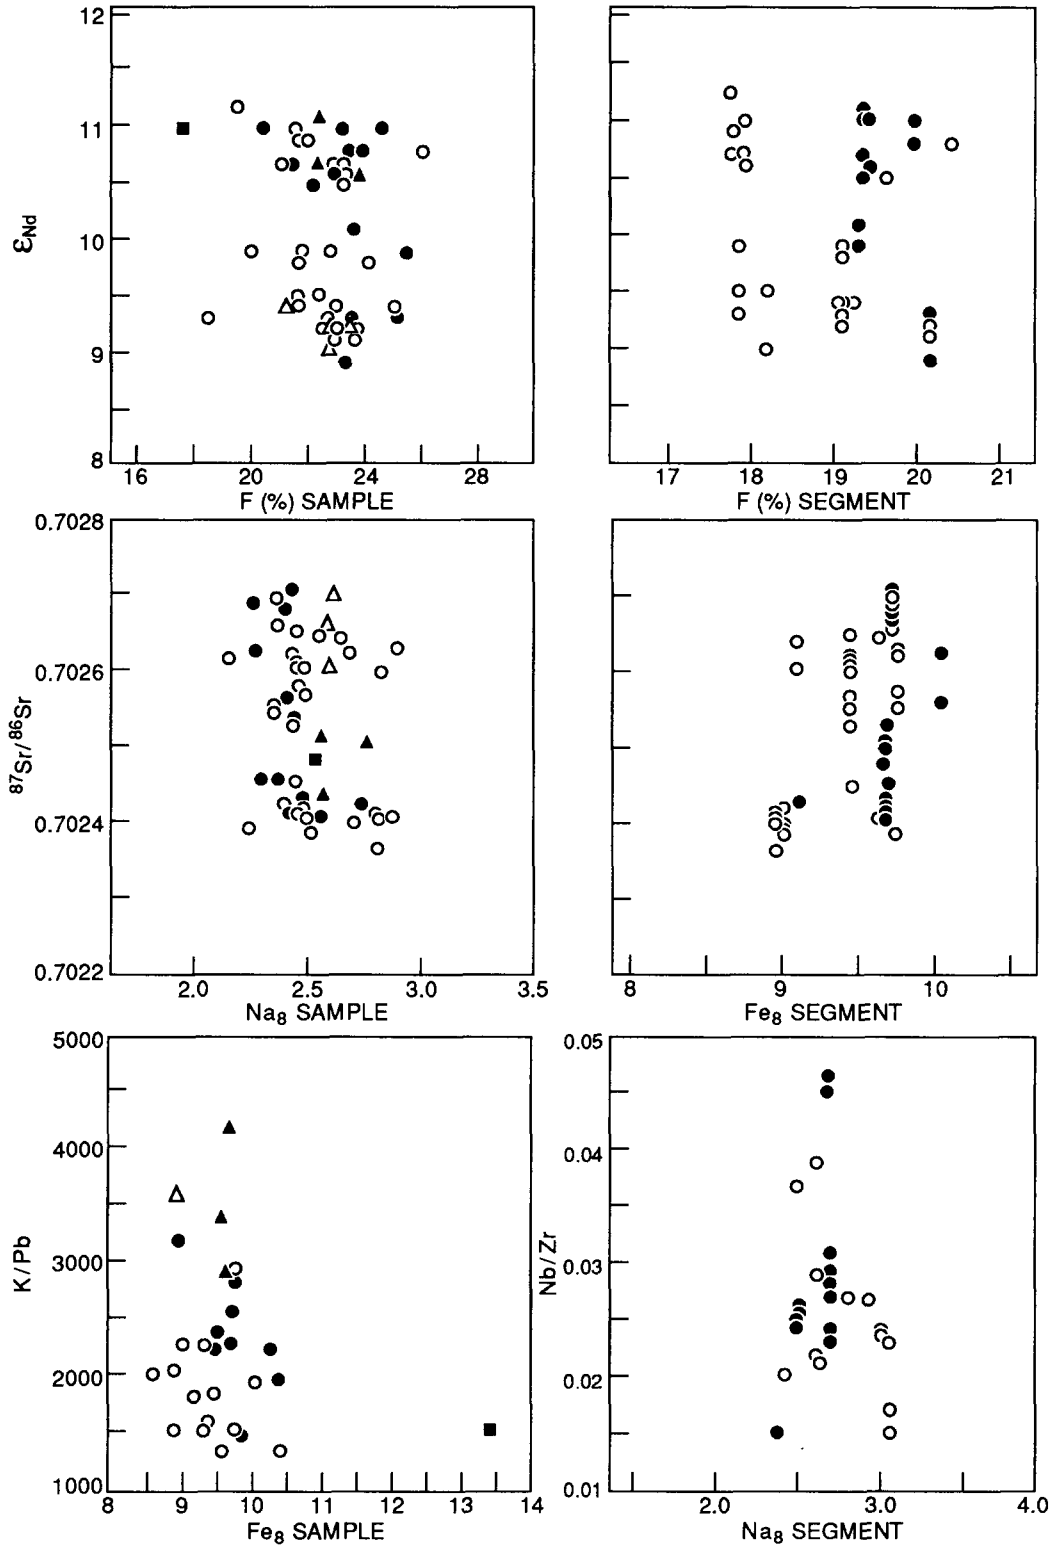 12
11
10
9
8
εNd
16 20 24 28
F (%) SAMPLE
17 18 19 20 21
F (%) SEGMENT
0.7028
0.7026
0.7024
0.7022
87Sr/86Sr
2.0 2.5 3.0 3.5
Na8 SAMPLE
8 9 10
Fe8 SEGMENT
5000
4000
3000
2000
1000
K/Pb
8 9 10 11 12 13 14
Fe8 SAMPLE
0.05
0.04
0.03
0.02
0.01
Nb/Zr
2.0 3.0 4.0
Na8 SEGMENT